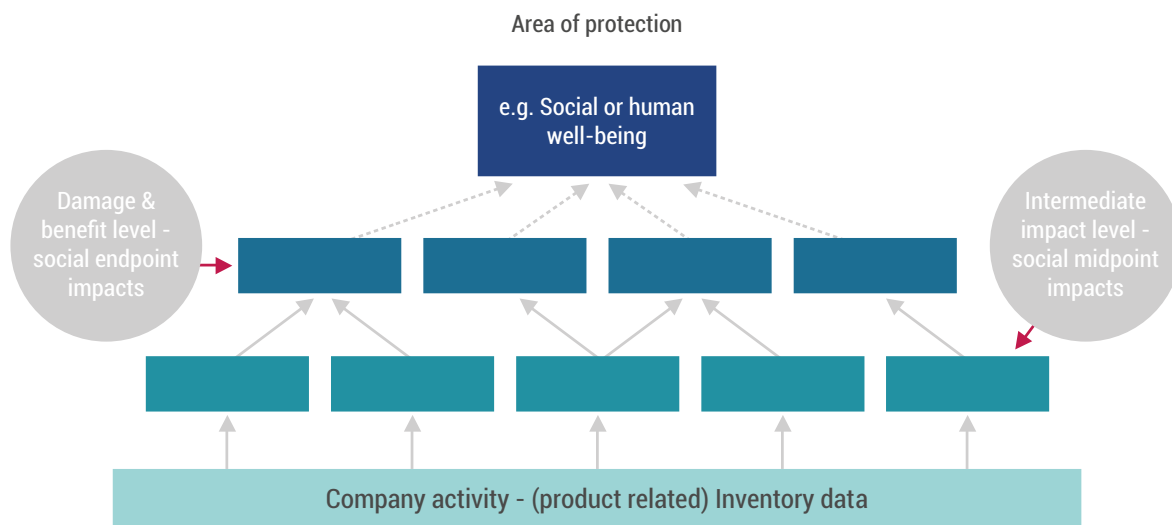 Area of protection
e.g. Social or human
well-being
Damage &
benefit level -
social endpoint
impacts
Intermediate
impact level -
social midpoint
impacts
Company activity - (product related) Inventory data